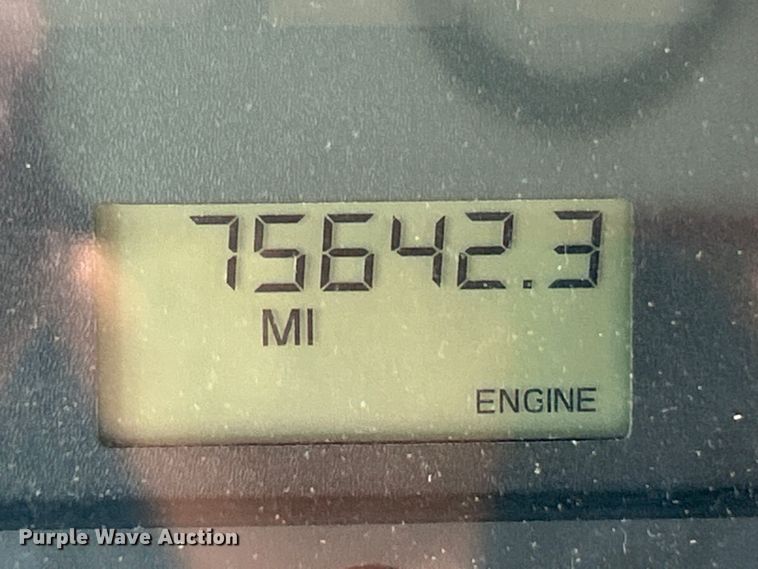 75642.3
MI
ENGINE
Purple Wave Auction